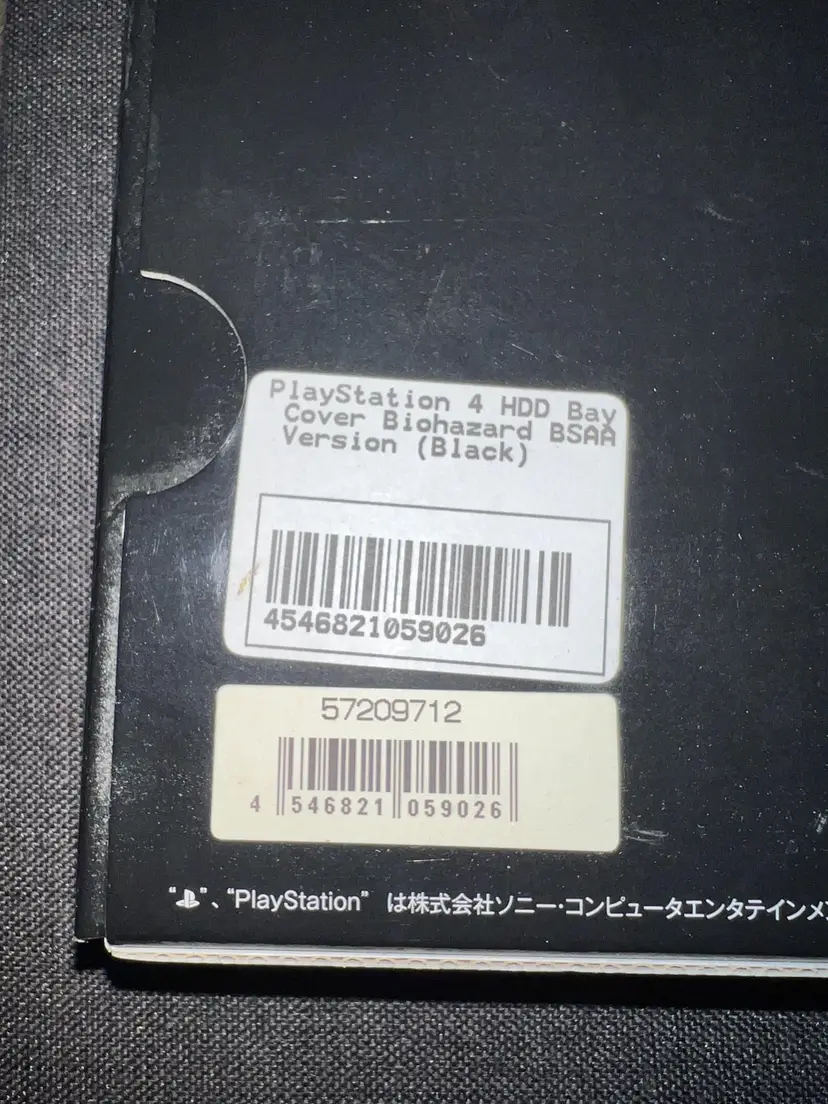 PlayStation 4 HDD Bay
Cover Biohazard BSAA
Version (Black)
4546821059026
57209712
4 546821 059026
“ ”、“PlayStation” は株式会社ソニー・コンピュータエンタテインメン